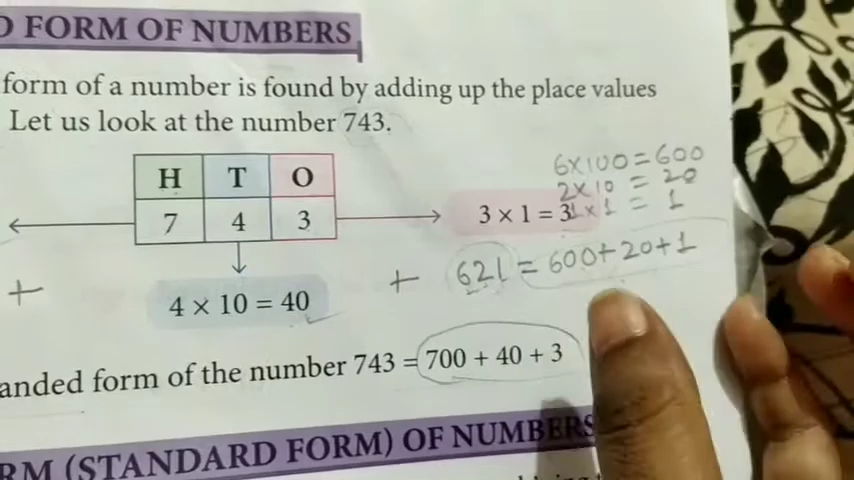 D FORM OF NUMBERS
form of a number is found by adding up the place values
Let us look at the number 743.
H T O
7 4 3
3 × 1 = 3
6×100=600
2×10 = 20
1×1 = 1
+
4 × 10 = 40
+ 621 = 600+20+1
anded form of the number 743 = 700 + 40 + 3
RM (STANDARD FORM) OF NUMBERS